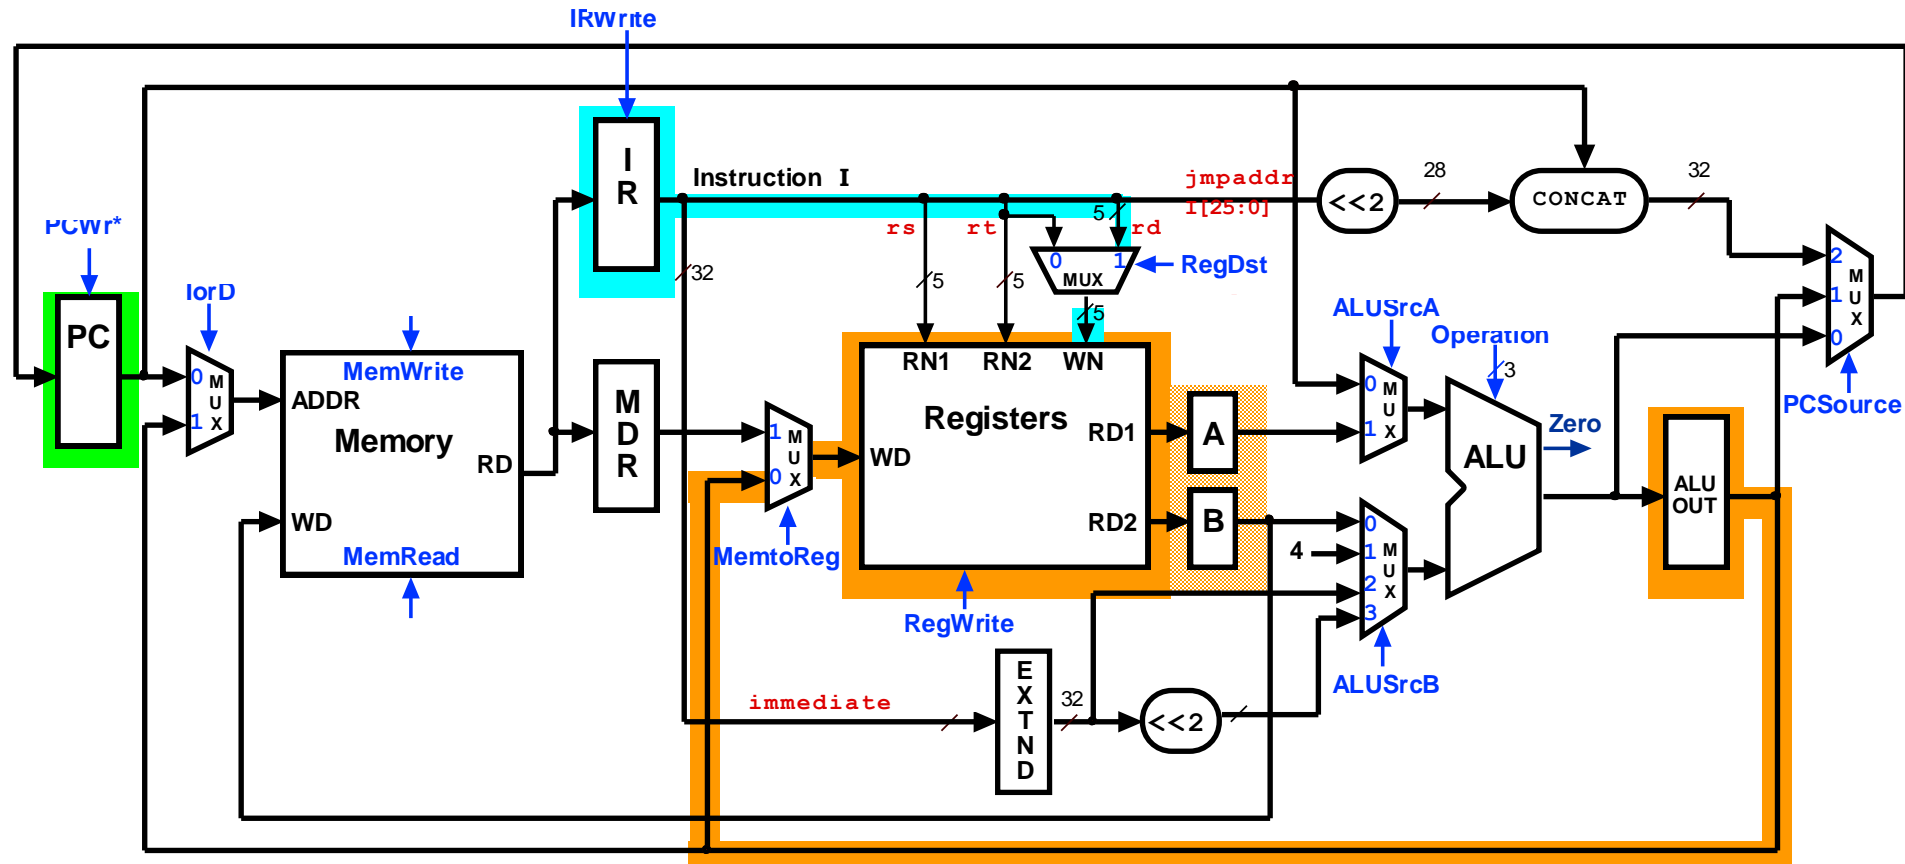 IRWrite
Instruction I
jmpaddr
I[25:0]
<<2
28
CONCAT
32
I
R
5
rs
rt
rd
PCWr*
0
1
MUX
RegDst
32
5
5
5
IorD
PC
0
1
M
U
X
MemWrite
ADDR
Memory
RD
WD
MemRead
M
D
R
1
0
M
U
X
MemtoReg
RN1
RN2
WN
Registers
WD
RD1
RD2
RegWrite
A
B
4
ALUSrcA
0
1
M
U
X
0
1
2
3
M
U
X
ALUSrcB
Operation
3
ALU
Zero
ALU
OUT
2
1
0
M
U
X
PCSource
immediate
E
X
T
N
D
32
<<2